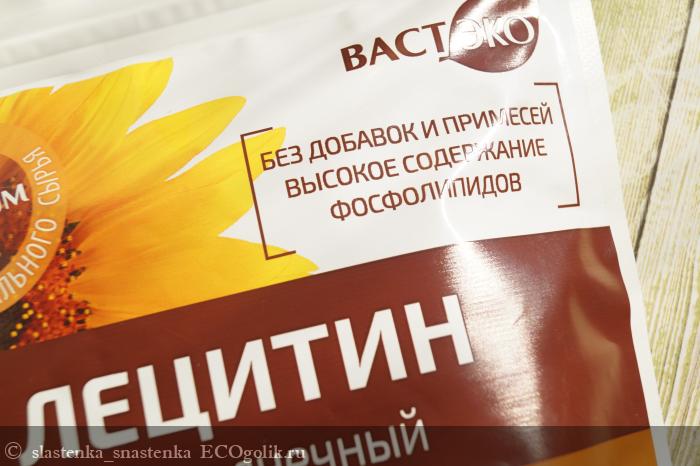 ВАСТЭКО
БЕЗ ДОБАВОК И ПРИМЕСЕЙ
ВЫСОКОЕ СОДЕРЖАНИЕ
ФОСФОЛИПИДОВ
ЛЕЦИТИН
© slastenka_snastenka ECOgolik.ru